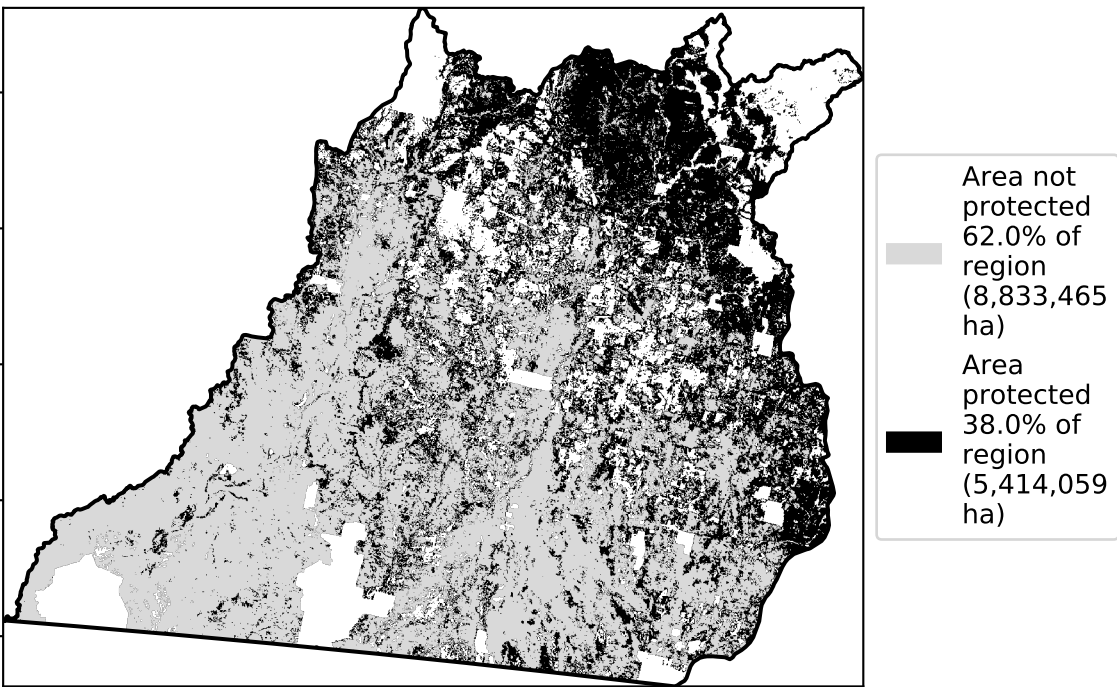 Area not
protected
62.0% of
region
(8,833,465
ha)
Area
protected
38.0% of
region
(5,414,059
ha)